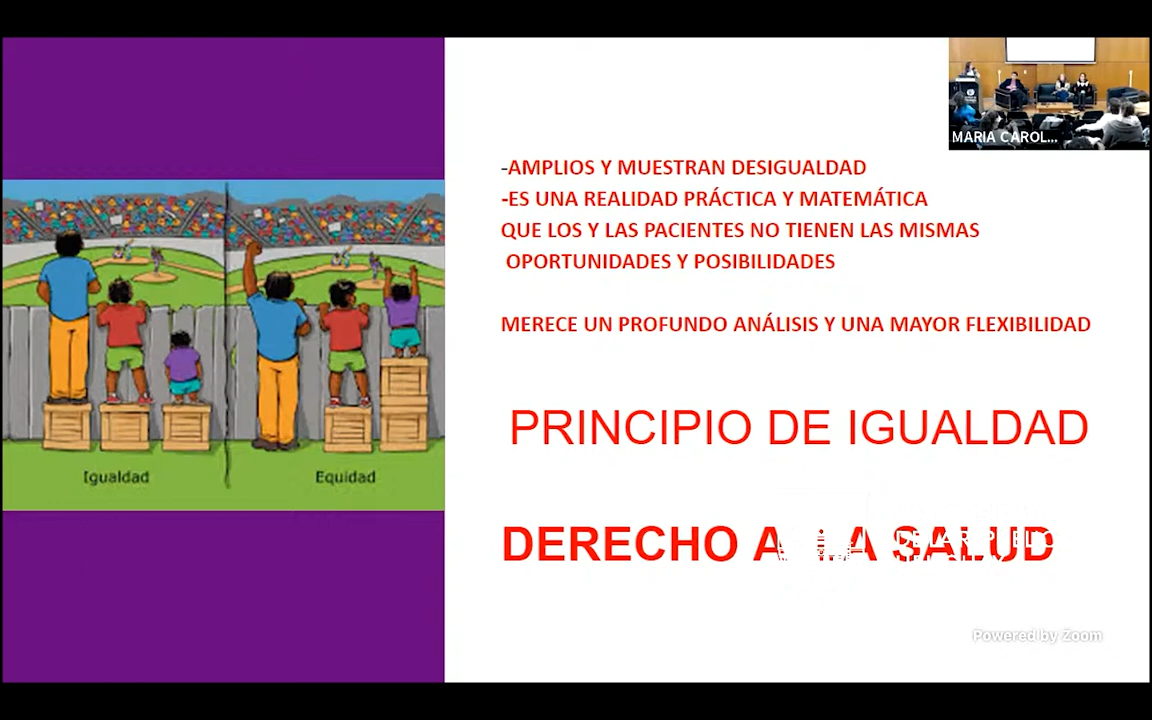 MARIA CAROL...
-AMPLIOS Y MUESTRAN DESIGUALDAD
-ES UNA REALIDAD PRÁCTICA Y MATEMÁTICA
QUE LOS Y LAS PACIENTES NO TIENEN LAS MISMAS
OPORTUNIDADES Y POSIBILIDADES
MERECE UN PROFUNDO ANÁLISIS Y UNA MAYOR FLEXIBILIDAD
PRINCIPIO DE IGUALDAD
Igualdad
Equidad
DERECHO A LA SALUD
Powered by Zoom